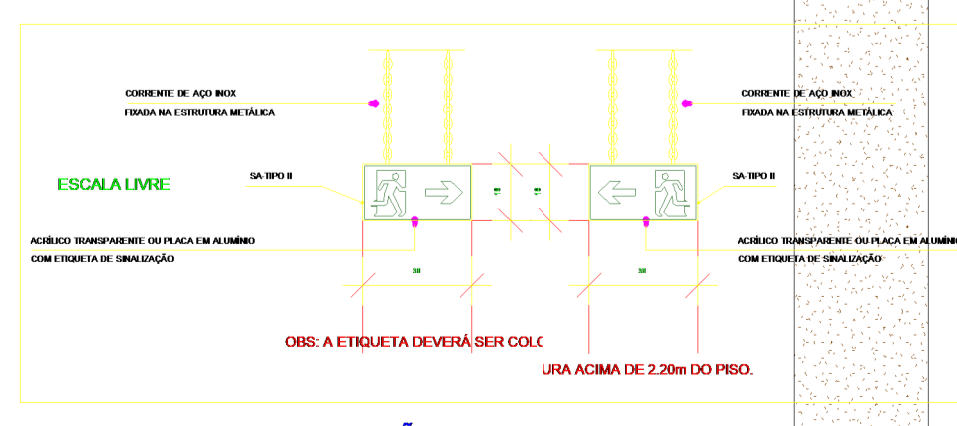 CORRENTE DE AÇO INOX
FIXADA NA ESTRUTURA METÁLICA
CORRENTE DE AÇO INOX
FIXADA NA ESTRUTURA METÁLICA
ESCALA LIVRE
SA-TIPO II
SA-TIPO II
ACRÍLICO TRANSPARENTE OU PLACA EM ALUMÍNIO
COM ETIQUETA DE SINALIZAÇÃO
ACRÍLICO TRANSPARENTE OU PLACA EM ALUMÍNIO
COM ETIQUETA DE SINALIZAÇÃO
OBS: A ETIQUETA DEVERÁ SER COLO
URA ACIMA DE 2.20m DO PISO.